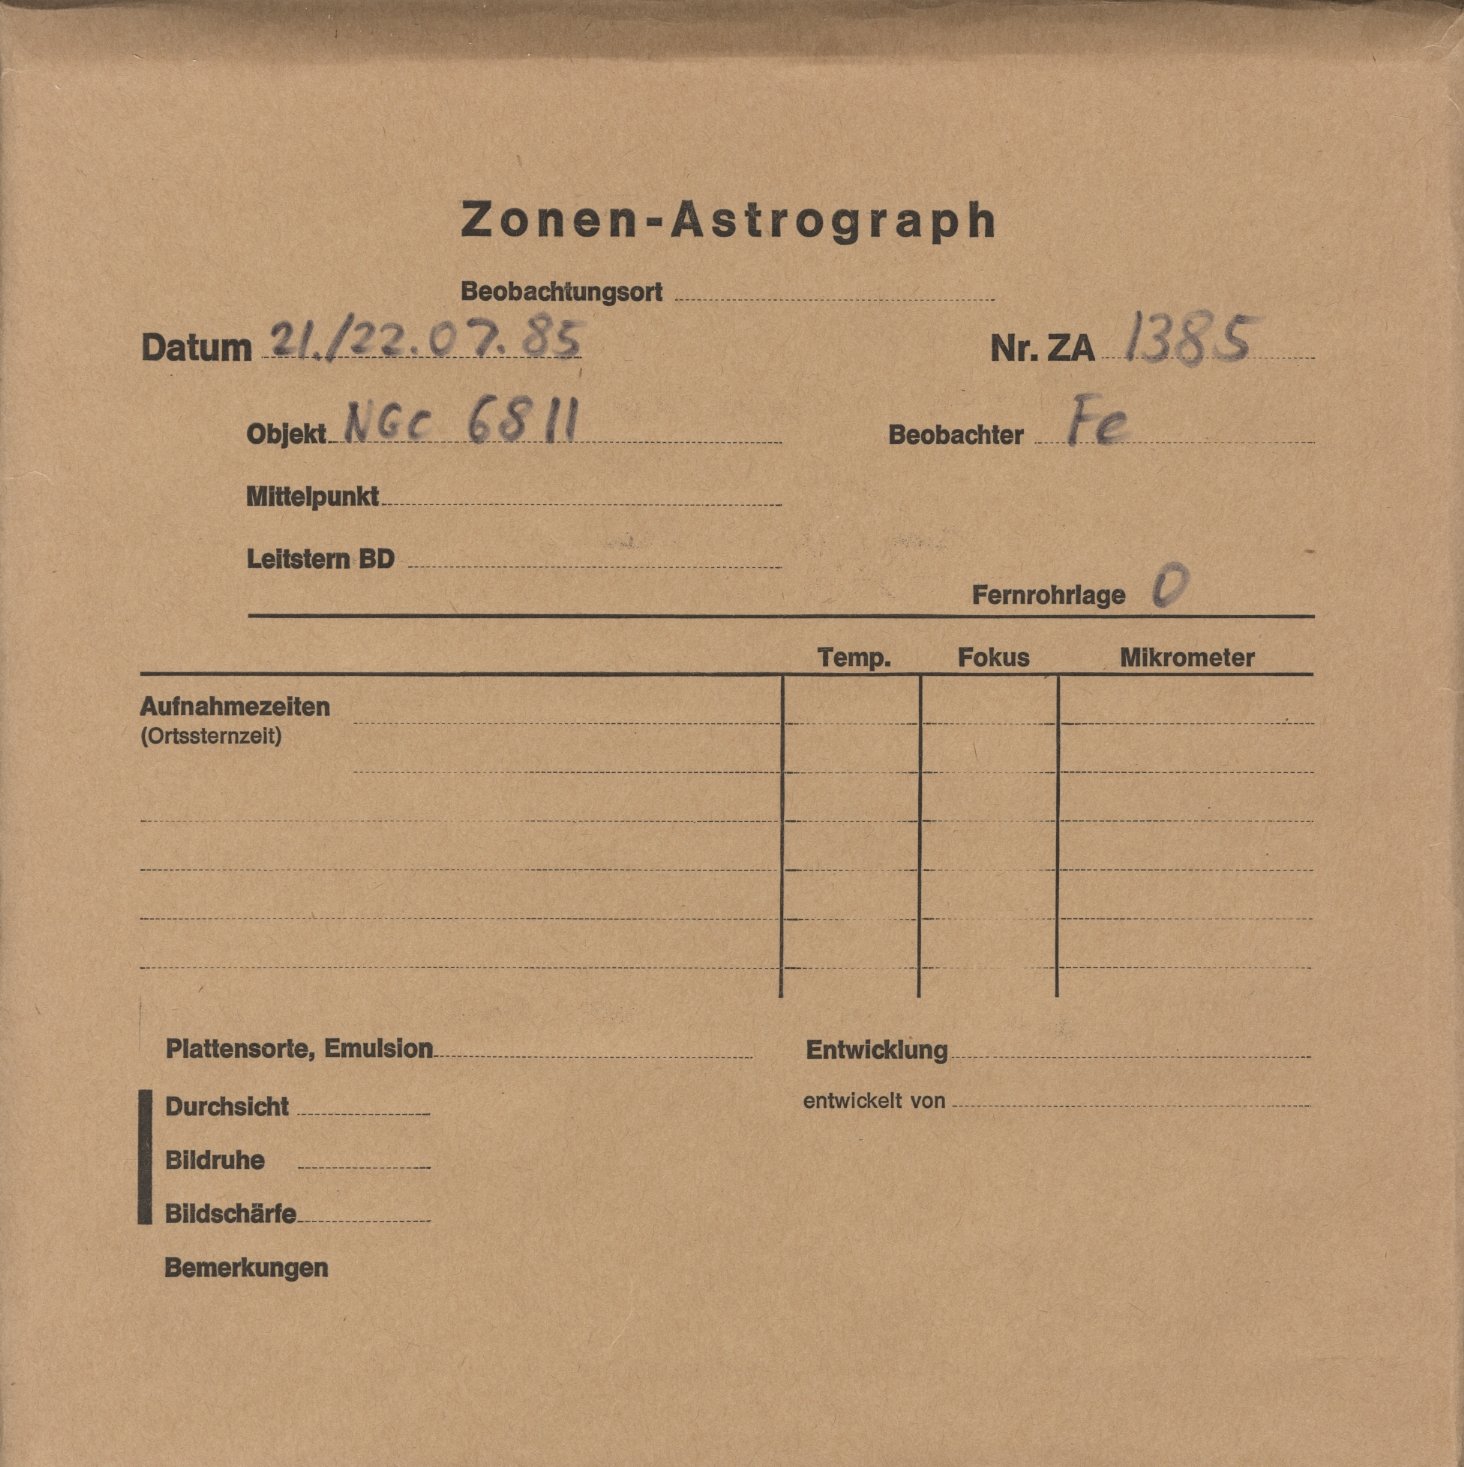 Zonen-Astrograph
Beobachtungsort
Datum 21./22.07.85 Nr. ZA 1385
Objekt NGC 6811 Beobachter Fe
Mittelpunkt
Leitstern BD
Fernrohrlage O
Temp. Fokus Mikrometer
Aufnahmezeiten
(Ortssternzeit)
Plattensorte, Emulsion Entwicklung
Durchsicht entwickelt von
Bildruhe
Bildschärfe
Bemerkungen